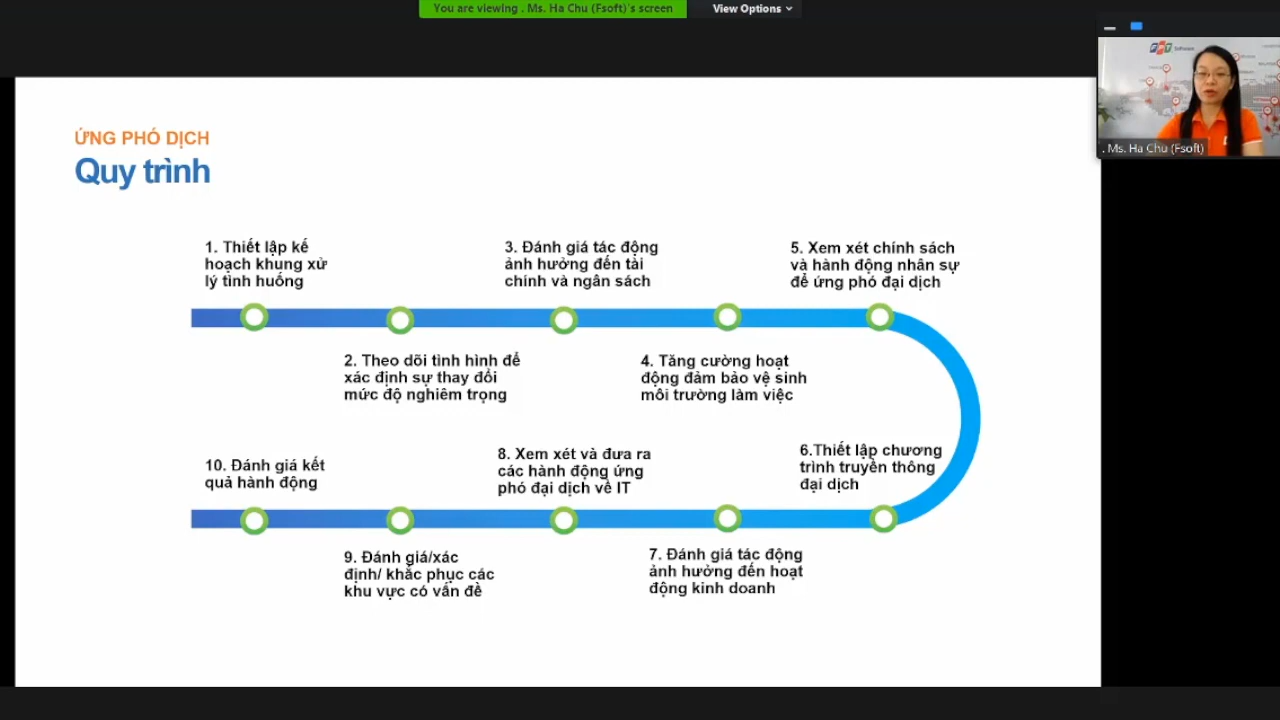 You are viewing . Ms. Ha Chu (Fsoft)'s screen
View Options
FPT Software
. Ms. Ha Chu (Fsoft)
ỨNG PHÓ DỊCH
Quy trình
1. Thiết lập kế
hoạch khung xử
lý tình huống
2. Theo dõi tình hình để
xác định sự thay đổi
mức độ nghiêm trọng
3. Đánh giá tác động
ảnh hưởng đến tài
chính và ngân sách
4. Tăng cường hoạt
động đảm bảo vệ sinh
môi trường làm việc
5. Xem xét chính sách
và hành động nhân sự
để ứng phó đại dịch
6.Thiết lập chương
trình truyền thông
đại dịch
7. Đánh giá tác động
ảnh hưởng đến hoạt
động kinh doanh
8. Xem xét và đưa ra
các hành động ứng
phó đại dịch về IT
9. Đánh giá/xác
định/ khắc phục các
khu vực có vấn đề
10. Đánh giá kết
quả hành động